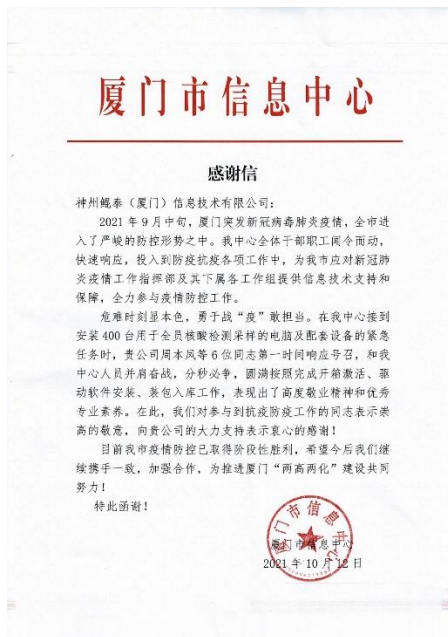 厦门市信息中心
感谢信
神州鲲泰（厦门）信息技术有限公司：
2021年9月中旬，厦门突发新冠病毒肺炎疫情，全市进
入了严峻的防控形势之中。我中心全体干部职工闻令而动，
快速响应，投入到防疫抗疫各项工作中，为我市应对新冠肺
炎疫情工作指挥部及其下属各工作组提供信息技术支持和
保障，全力参与疫情防控工作。
危难时刻显本色，勇于战“疫”敢担当。在我中心接到
安装400台用于全员核酸检测采样的电脑及配套设备的紧急
任务时，贵公司周本风等6位同志第一时间响应号召，和我
中心人员并肩奋战，分秒必争，圆满按照完成开箱激活、驱
动软件安装、装包入库工作，表现出了高度敬业精神和优秀
专业素养。在此，我们对参与到抗疫防疫工作的同志表示崇
高的敬意，向贵公司的大力支持表示衷心的感谢！
目前我市疫情防控已取得阶段性胜利，希望今后我们继
续携手一致，加强合作，为推进厦门“两高两化”建设共同
努力！
特此函谢！
厦门市信息中心
厦门市信息中心
2021年10月12日